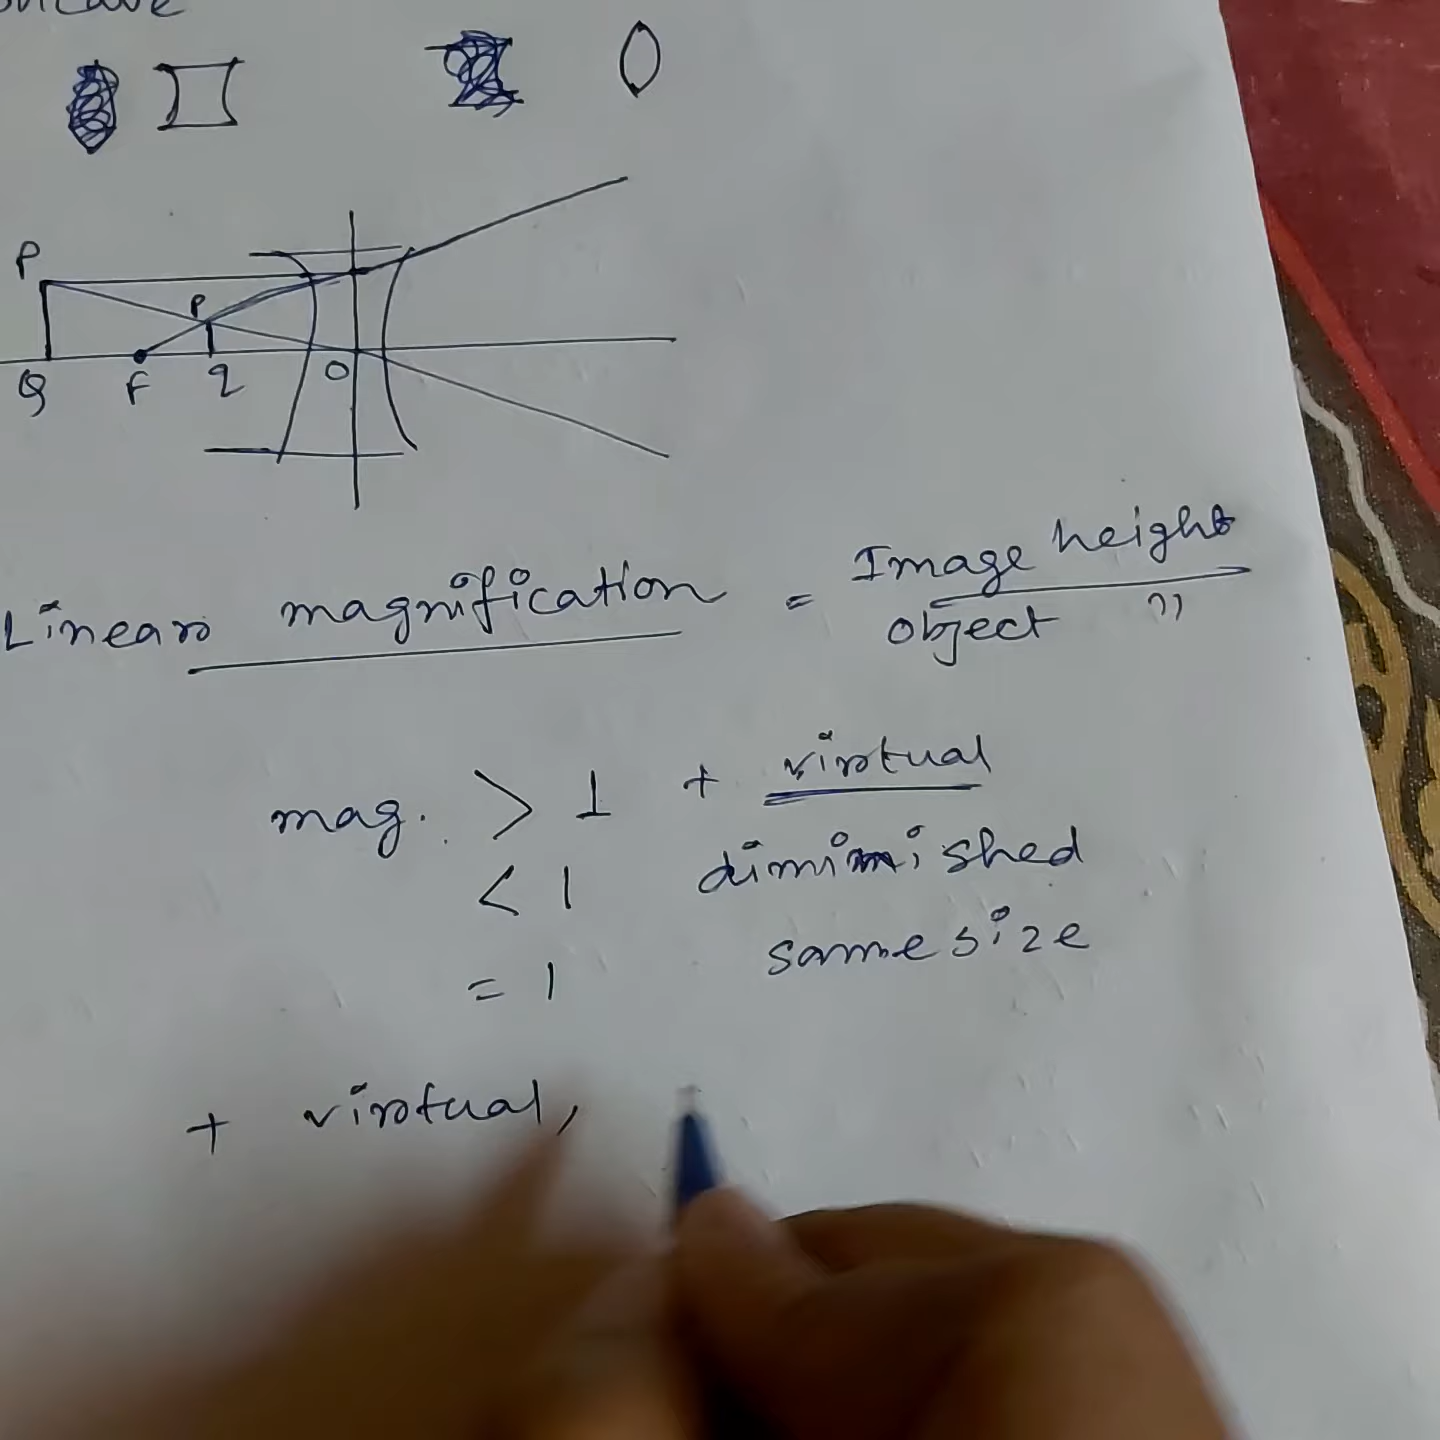 P
P
Q F q O
Linear magnification = Image height
object "
mag. > 1 + virtual
< 1 diminished
= 1 same size
+ virtual,